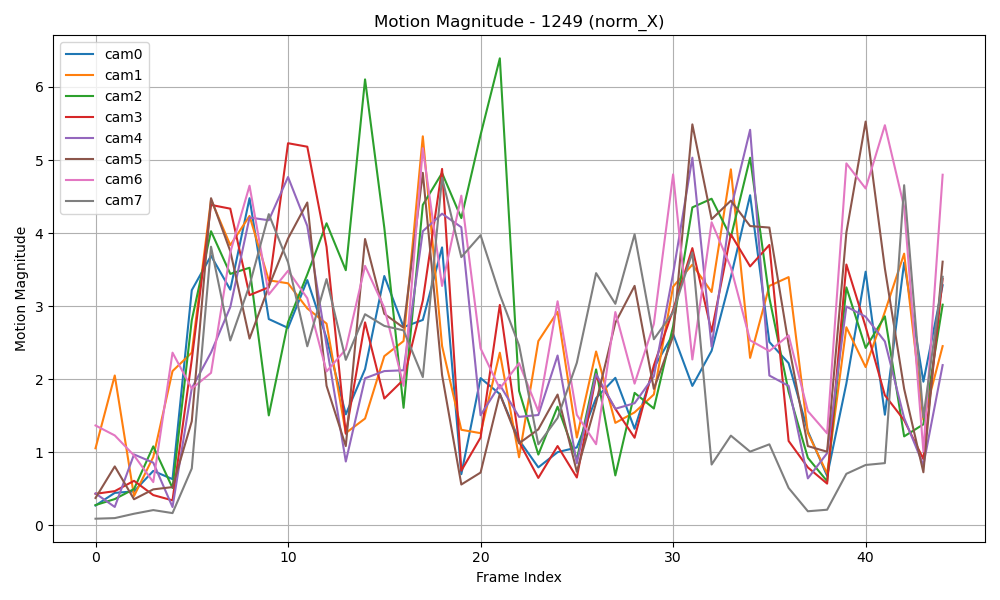 Motion Magnitude - 1249 (norm_X)
cam0
cam1
cam2
cam3
cam4
cam5
cam6
cam7
Motion Magnitude
6
5
4
3
2
1
0
0 10 20 30 40
Frame Index